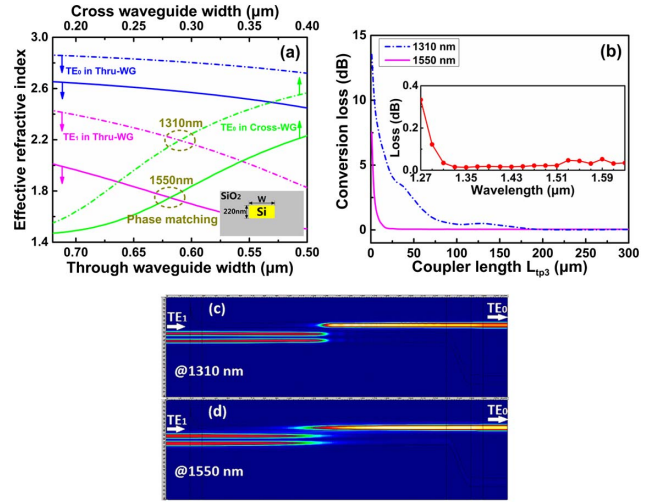 Cross waveguide width (μm)
0.25 0.30 0.35 0.40
(a)
Effective refractive index
3.0
2.6
2.2
1.8
1.4
TE₀ in Thru-WG
TE₁ in Thru-WG
1310nm
TE₀ in Cross-WG
1550nm
Phase matching
SiO₂
W
220nm
Si
0.70 0.65 0.60 0.55 0.50
Through waveguide width (μm)
(b)
1310 nm
1550 nm
Conversion loss (dB)
15
10
5
0
Loss (dB)
0.4
0.2
0.0
1.27 1.35 1.43 1.51 1.59
Wavelength (μm)
0 50 100 150 200 250 300
Coupler length Ltp3 (μm)
(c)
TE₁
TE₀
@1310 nm
(d)
TE₁
TE₀
@1550 nm